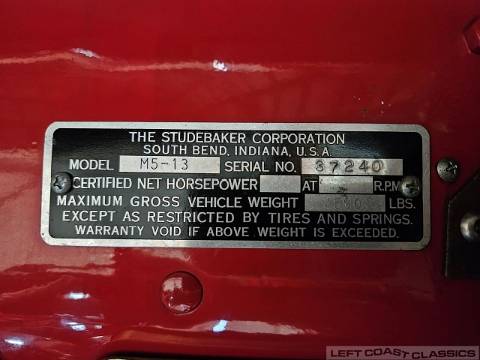 THE STUDEBAKER CORPORATION
SOUTH BEND, INDIANA, U.S.A.
MODEL M5-13 SERIAL NO. 37240
CERTIFIED NET HORSEPOWER AT R.P.M.
MAXIMUM GROSS VEHICLE WEIGHT LBS.
EXCEPT AS RESTRICTED BY TIRES AND SPRINGS.
WARRANTY VOID IF ABOVE WEIGHT IS EXCEEDED.
LEFT COAST CLASSICS